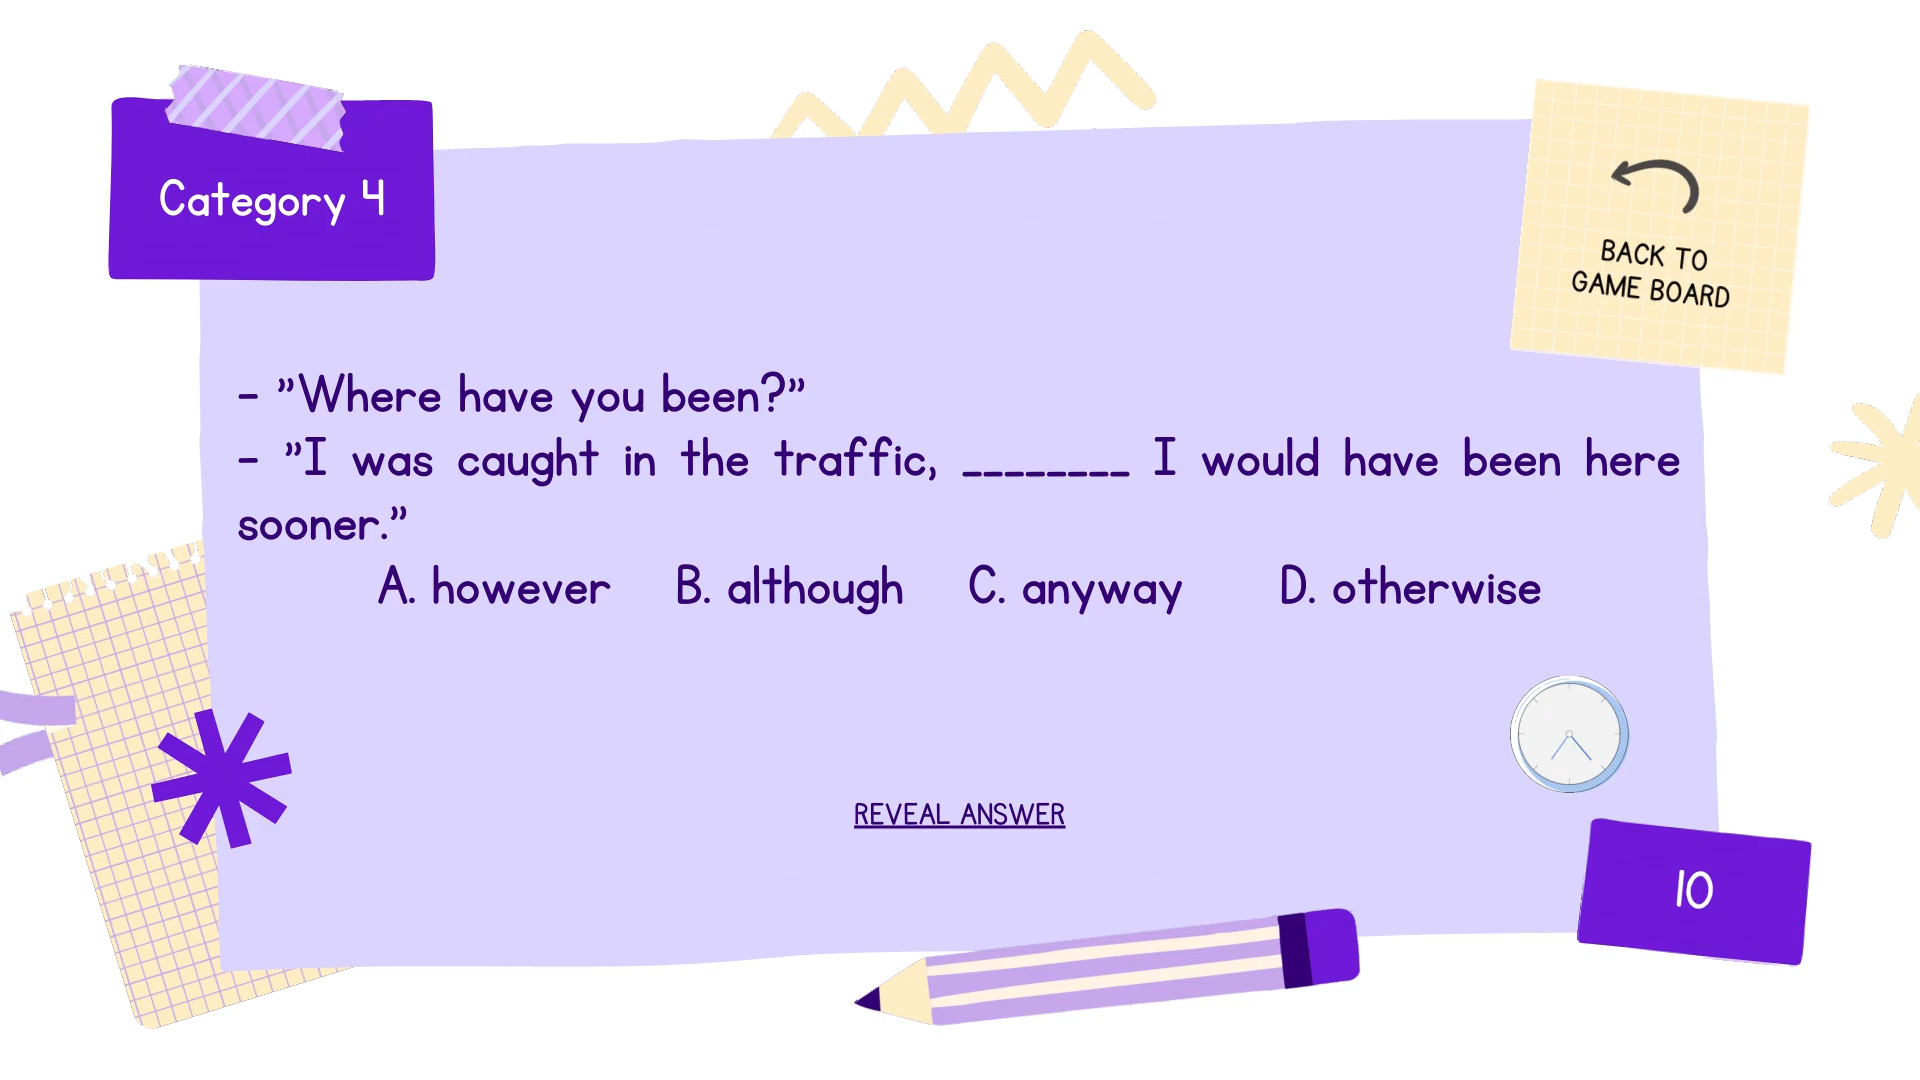 Category 4
BACK TO
GAME BOARD
- ”Where have you been?”
- ”I was caught in the traffic, ________ I would have been here
sooner.”
A. however B. although C. anyway D. otherwise
REVEAL ANSWER
10